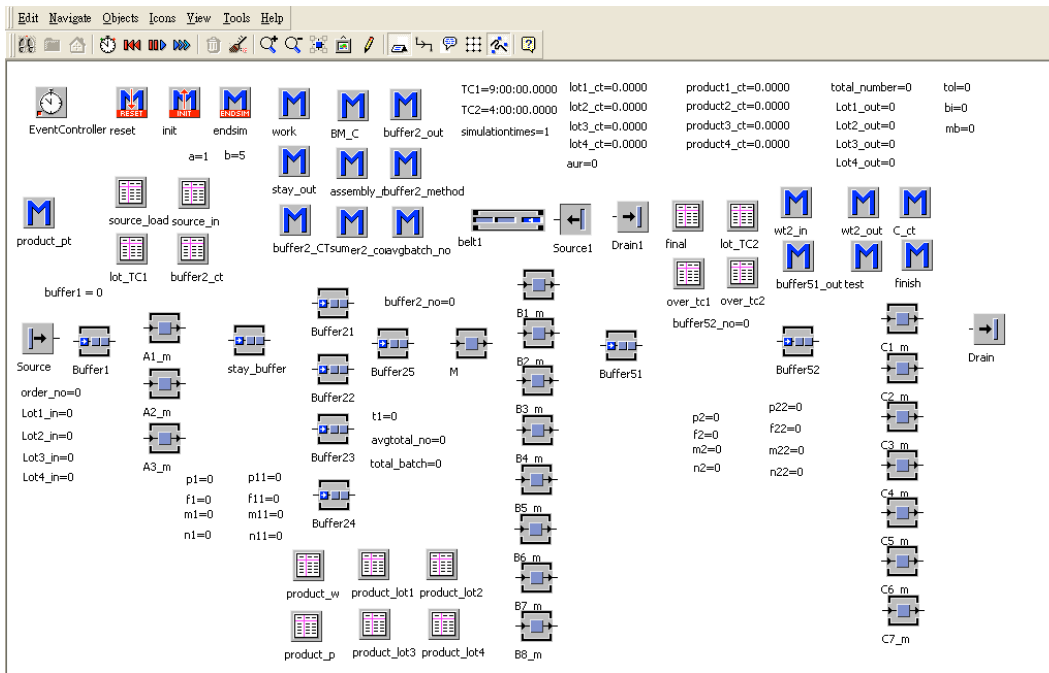 Edit Navigate Objects Icons View Tools Help
TC1=9:00:00.0000 lot1_ct=0.0000 product1_ct=0.0000 total_number=0 tol=0
TC2=4:00:00.0000 lot2_ct=0.0000 product2_ct=0.0000 Lot1_out=0 bi=0
EventController reset init endsim work BM_C buffer2_out simulationtimes=1 lot3_ct=0.0000 product3_ct=0.0000 Lot2_out=0 mb=0
RESET INIT ENDSIM
lot4_ct=0.0000 product4_ct=0.0000 Lot3_out=0
a=1 b=5 aur=0 Lot4_out=0
stay_out buffer2_method
source_load source_in
product_pt buffer2_CTsum avgbatch_no belt1 Source1 Drain1 final lot_TC2 wt2_in wt2_out C_ct
lot_TC1 buffer2_ct
buffer51_out test finish
buffer1 = 0 over_tc1 over_tc2
buffer2_no=0 B1_m buffer52_no=0
Buffer21
Source Buffer1 A1_m stay_buffer Buffer25 M B2_m Buffer51 Buffer52 C1_m Drain
order_no=0 Buffer22 C2_m
Lot1_in=0 A2_m t1=0 B3_m p2=0 p22=0
Lot2_in=0 avgtotal_no=0 f2=0 f22=0
Lot3_in=0 Buffer23 B4_m m2=0 m22=0 C3_m
Lot4_in=0 A3_m total_batch=0 n2=0 n22=0
p1=0 p11=0
f1=0 f11=0 C4_m
m1=0 m11=0 B5_m
n1=0 n11=0 Buffer24
C5_m
B6_m
product_w product_lot1 product_lot2 C6_m
B7_m
C7_m
product_p product_lot3 product_lot4 B8_m